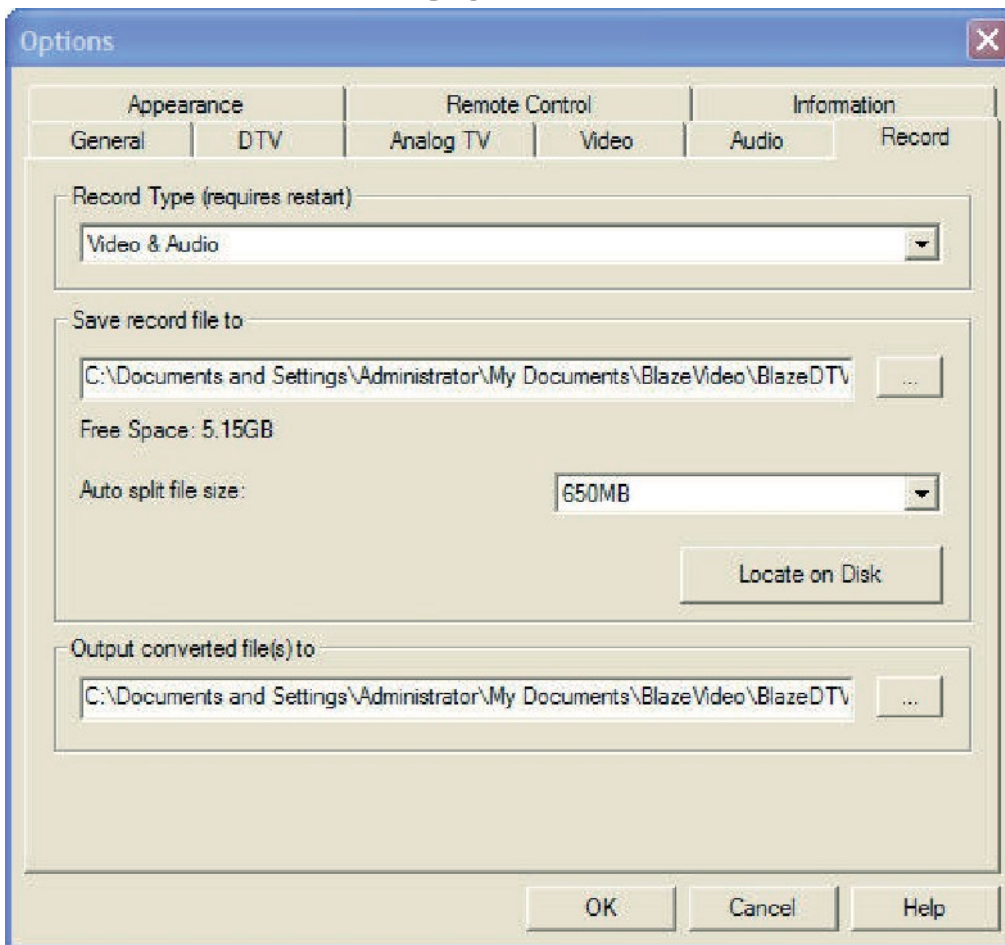 Options
Appearance Remote Control Information
General DTV Analog TV Video Audio Record
Record Type (requires restart)
Video & Audio
Save record file to
C:\Documents and Settings\Administrator\My Documents\BlazeVideo\BlazeDTV
...
Free Space: 5.15GB
Auto split file size: 650MB
Locate on Disk
Output converted file(s) to
C:\Documents and Settings\Administrator\My Documents\BlazeVideo\BlazeDTV
...
OK Cancel Help